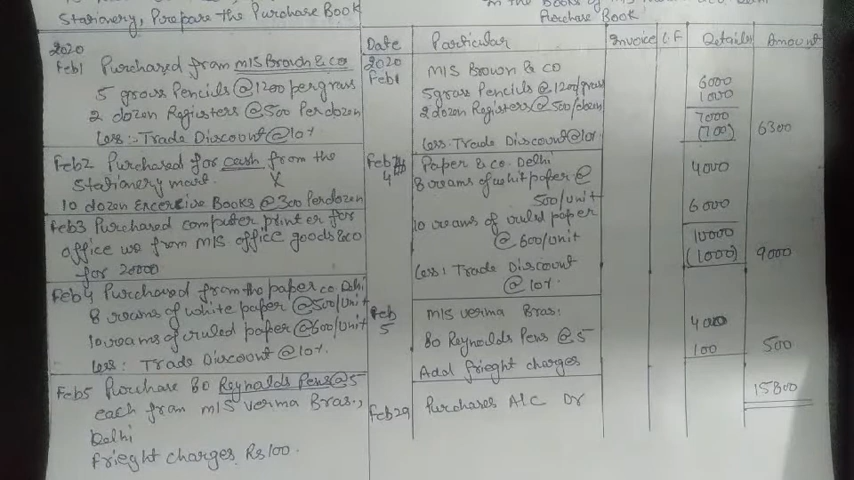 Stationery, Prepare the Purchase Book
Purchase Book
2020
Feb1 Purchased from M/S Brown & co
5 gross Pencils @ 1200 per gross
2 dozen Registers @ 500 Per dozen
Less:- Trade Discount @ 10%
Feb2 Purchased for cash from the
Stationery mart. X
10 dozen Excercise Books @ 300 Per dozen
Feb3 Purchased computer printer for
office use from M/S office goods & co
for 20000
Feb4 Purchased from the paper co. Delhi
8 reams of white paper @ 500/Unit
10 reams of ruled paper @ 600/Unit
Less: Trade Discount @ 10%
Feb5 Purchase 80 Reynolds Pens @ 5
each from M/S Verma Bros.,
Delhi
Frieght charges Rs 100.
Date Particular Invoice L.F Details Amount
2020
Feb1 M/S Brown & CO
5 gross Pencils @ 1200/gross 6000
2 dozen Registers @ 500/dozen 1000
7000
Less: Trade Discount @ 10% (700) 6300
Feb 4 Paper & co. Delhi
8 reams of whit paper @ 500/unit 4000
10 reams of ruled paper @ 600/unit 6000
10000
Less: Trade Discount @ 10% (1000) 9000
Feb 5 M/S Verma Bros.
80 Reynolds Pens @ 5 400
Add Frieght charges 100 500
15800
Feb 29 Purchases A/C Dr